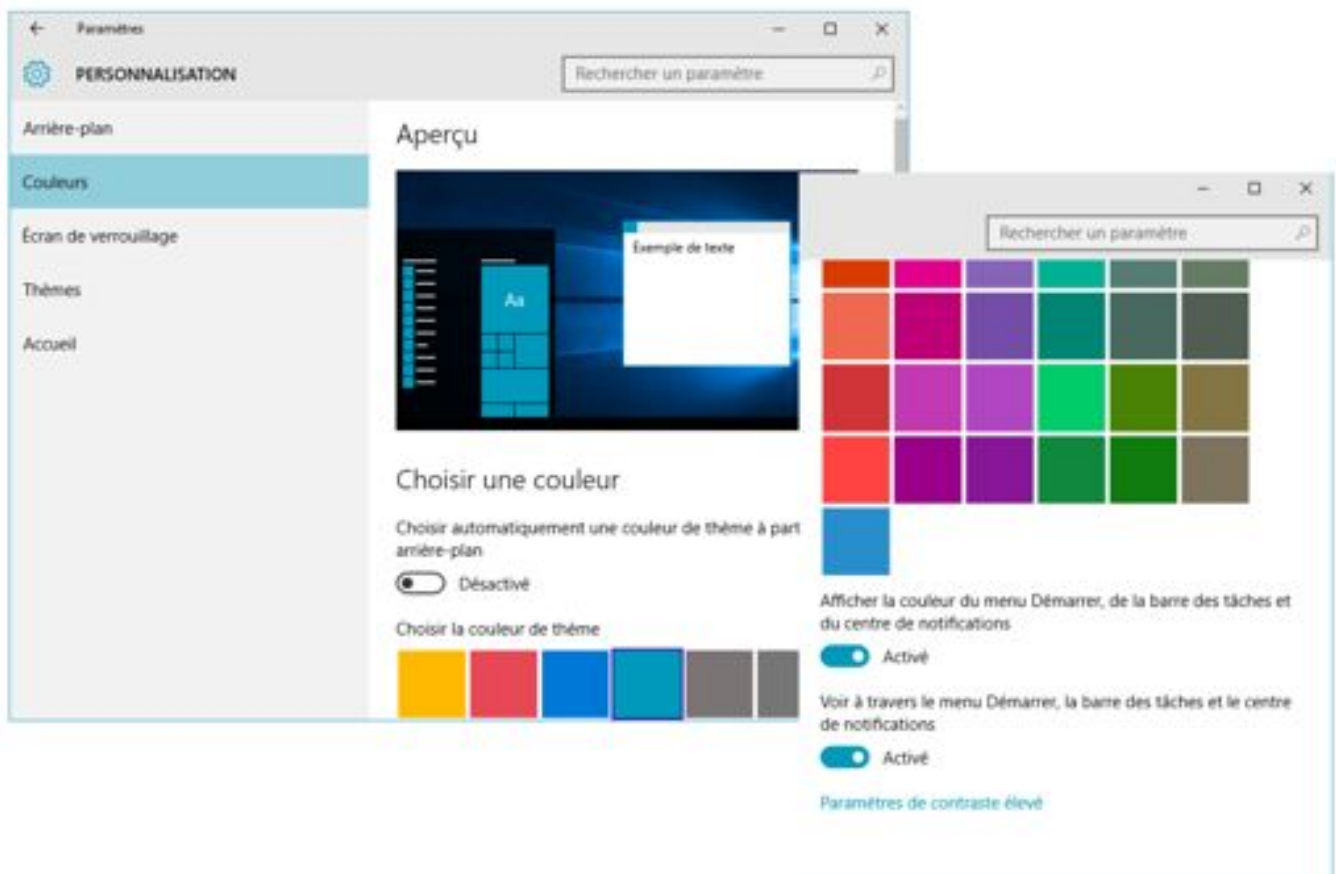 Paramètres
PERSONNALISATION
Rechercher un paramètre
Arrière-plan
Couleurs
Écran de verrouillage
Thèmes
Accueil
Aperçu
Exemple de texte
Aa
Choisir une couleur
Choisir automatiquement une couleur de thème à part
arrière-plan
Désactivé
Choisir la couleur de thème
Rechercher un paramètre
Afficher la couleur du menu Démarrer, de la barre des tâches et
du centre de notifications
Activé
Voir à travers le menu Démarrer, la barre des tâches et le centre
de notifications
Activé
Paramètres de contraste élevé